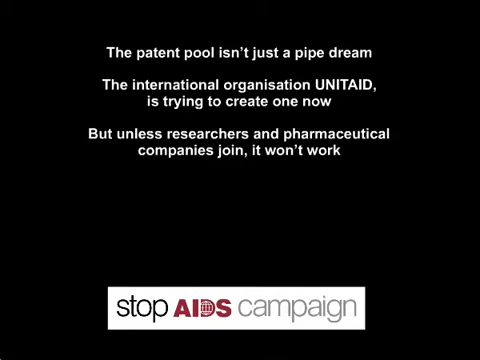 The patent pool isn't just a pipe dream
The international organisation UNITAID,
is trying to create one now
But unless researchers and pharmaceutical
companies join, it won't work
stop AIDS campaign